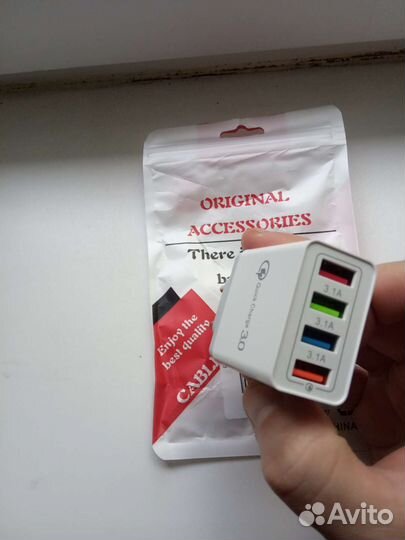 ORIGINAL
ACCESSORIES
There
Enjoy the
best quality
CABL
Quick Charge 3.0
3.1A
3.1A
3.1A
CHINA
Avito